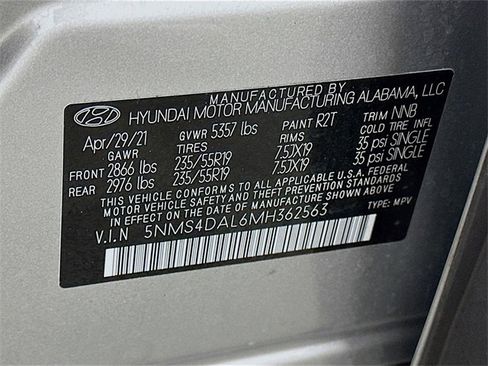 MANUFACTURED BY
HYUNDAI MOTOR MANUFACTURING ALABAMA, LLC
Apr/29/21 GVWR 5357 lbs PAINT R2T TRIM NNB
GAWR TIRES RIMS COLD TIRE INFL
FRONT 2866 lbs 235/55R19 7.5JX19 35 psi SINGLE
REAR 2976 lbs 235/55R19 7.5JX19 35 psi SINGLE
THIS VEHICLE CONFORMS TO ALL APPLICABLE U.S.A. FEDERAL
MOTOR VEHICLE SAFETY AND THEFT PREVENTION STANDARDS
IN EFFECT ON THE DATE OF MANUFACTURE SHOWN ABOVE.
V.I.N 5NMS4DAL6MH362563 TYPE: MPV